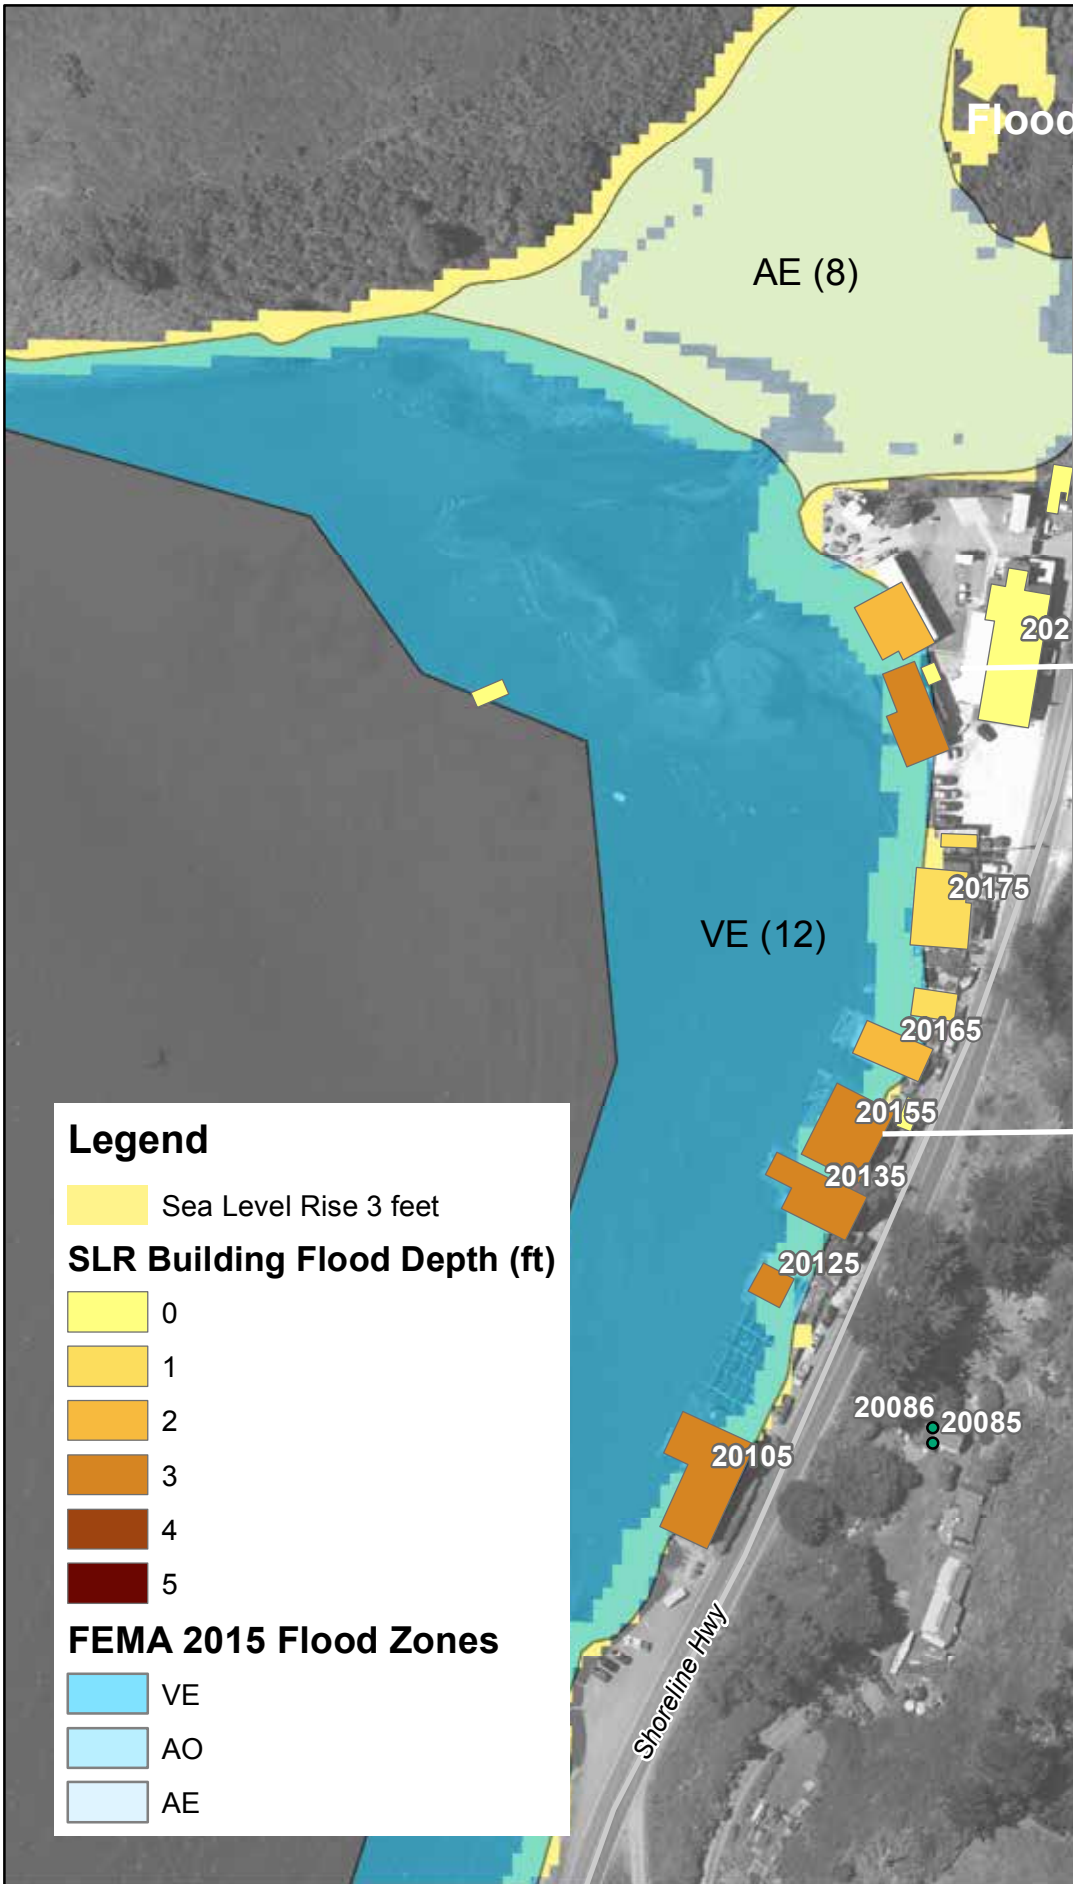 Flood
AE (8)
202
20175
VE (12)
20165
20155
20135
20125
20086
20085
20105
Shoreline Hwy
Legend
Sea Level Rise 3 feet
SLR Building Flood Depth (ft)
0
1
2
3
4
5
FEMA 2015 Flood Zones
VE
AO
AE